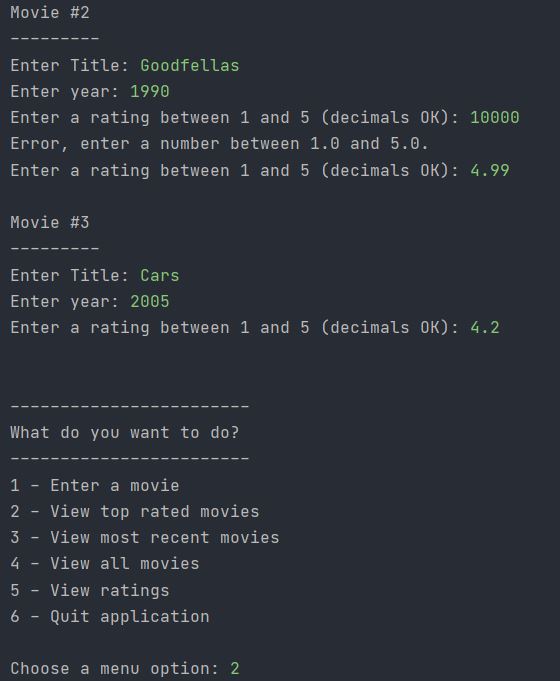 Movie #2
---------
Enter Title: Goodfellas
Enter year: 1990
Enter a rating between 1 and 5 (decimals OK): 10000
Error, enter a number between 1.0 and 5.0.
Enter a rating between 1 and 5 (decimals OK): 4.99
Movie #3
---------
Enter Title: Cars
Enter year: 2005
Enter a rating between 1 and 5 (decimals OK): 4.2
------------------------
What do you want to do?
------------------------
1 - Enter a movie
2 - View top rated movies
3 - View most recent movies
4 - View all movies
5 - View ratings
6 - Quit application
Choose a menu option: 2